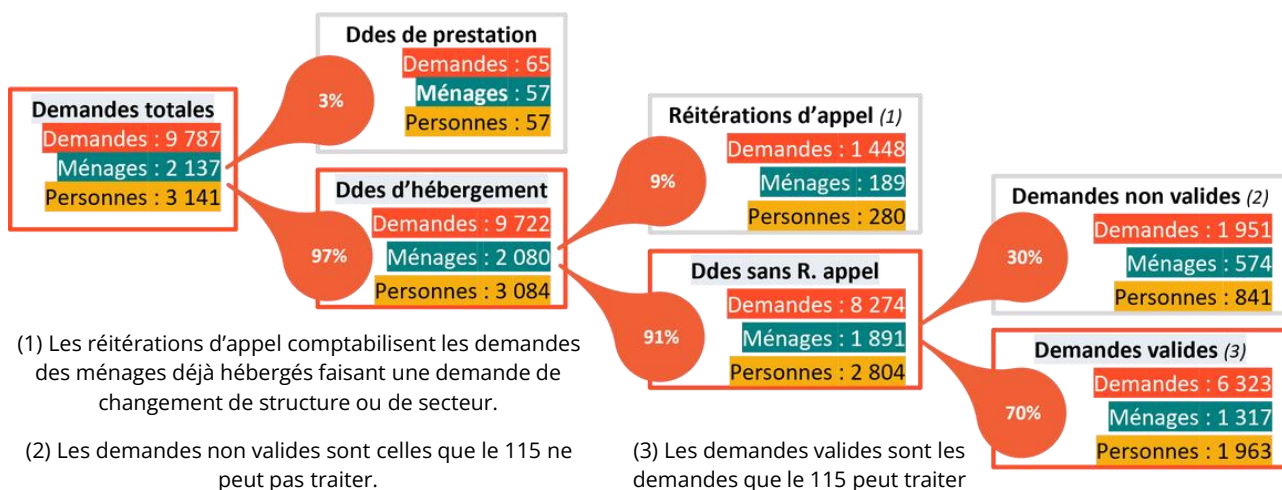 Demandes totales
Demandes : 9 787
Ménages : 2 137
Personnes : 3 141
3%
97%
Ddes de prestation
Demandes : 65
Ménages : 57
Personnes : 57
Ddes d'hébergement
Demandes : 9 722
Ménages : 2 080
Personnes : 3 084
9%
91%
Réitérations d'appel (1)
Demandes : 1 448
Ménages : 189
Personnes : 280
Ddes sans R. appel
Demandes : 8 274
Ménages : 1 891
Personnes : 2 804
30%
70%
Demandes non valides (2)
Demandes : 1 951
Ménages : 574
Personnes : 841
Demandes valides (3)
Demandes : 6 323
Ménages : 1 317
Personnes : 1 963
(1) Les réitérations d'appel comptabilisent les demandes
des ménages déjà hébergés faisant une demande de
changement de structure ou de secteur.
(2) Les demandes non valides sont celles que le 115 ne
peut pas traiter.
(3) Les demandes valides sont les
demandes que le 115 peut traiter